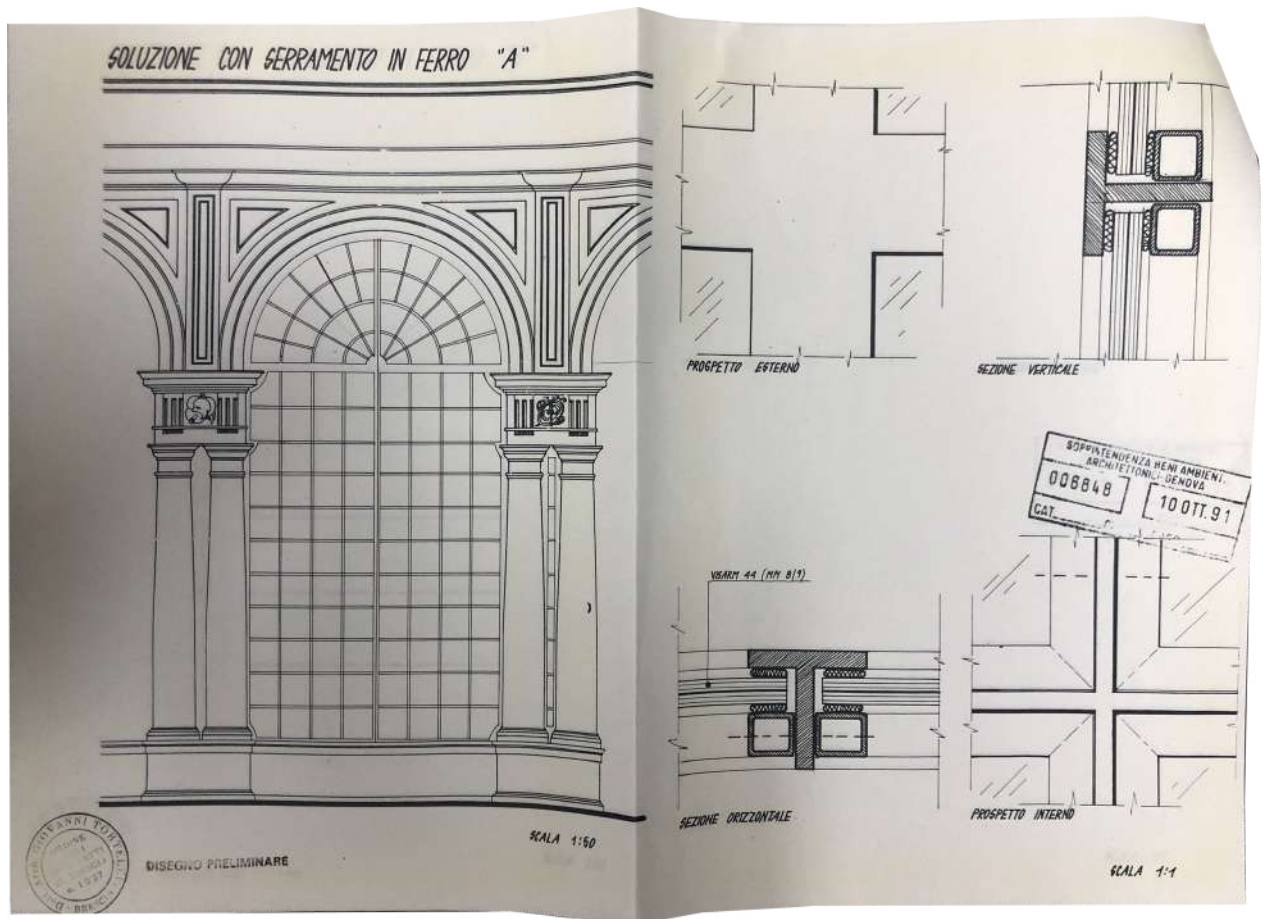 SOLUZIONE CON SERRAMENTO IN FERRO "A"
PROSPETTO ESTERNO
SEZIONE VERTICALE
SOPRINTENDENZA BENI AMBIENT.
ARCHITETTONICI GENOVA
006848
10 OTT. 91
CAT.
VISARM 44 (MM 8/9)
SEZIONE ORIZZONTALE
PROSPETTO INTERNO
SCALA 1:50
SCALA 1:1
DISEGNO PRELIMINARE
GIOVANNI TORTELLI